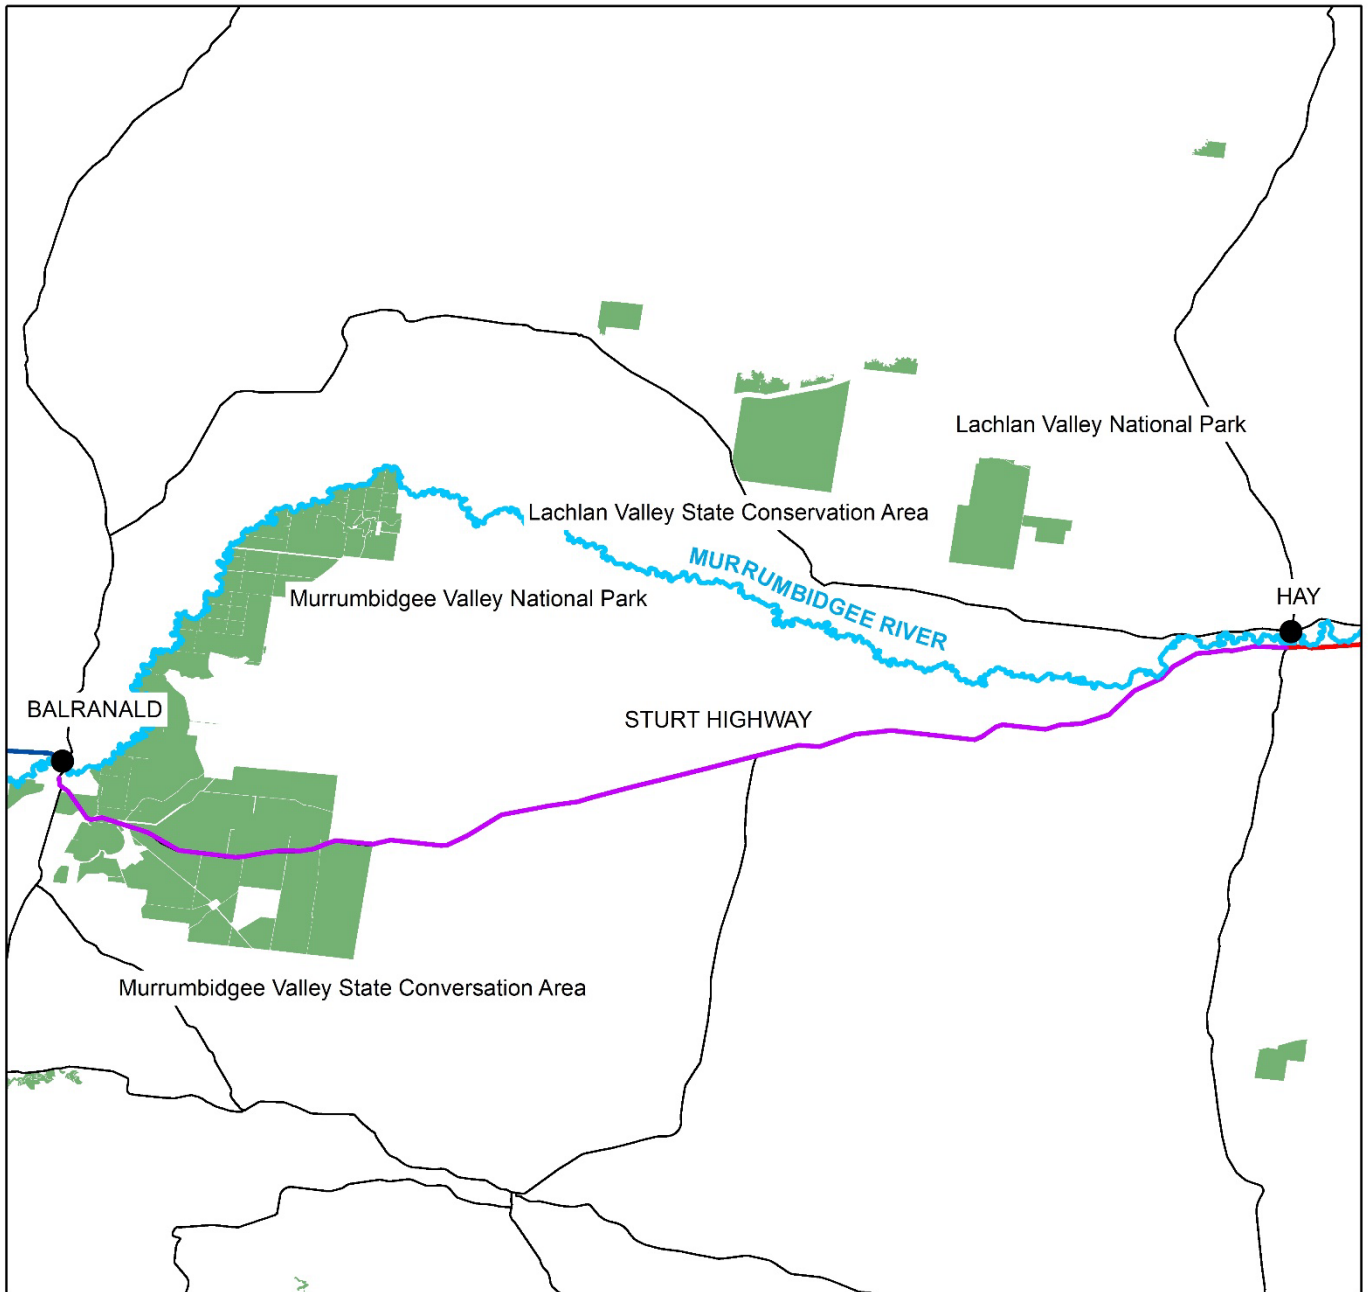 Lachlan Valley National Park
Lachlan Valley State Conservation Area
MURRUMBIDGEE RIVER
Murrumbidgee Valley National Park
HAY
BALRANALD
STURT HIGHWAY
Murrumbidgee Valley State Conversation Area